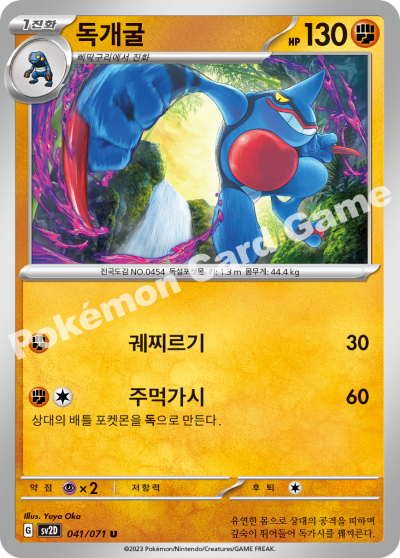 1진화
독개굴
HP 130
삐딱구리에서 진화
전국도감 NO.0454 독설포켓몬 키: 1.3 m 몸무게: 44.4 kg
Pokémon Card Game
궤찌르기 30
주먹가시 60
상대의 배틀 포켓몬을 독으로 만든다.
약점 ×2 저항력 후퇴
Illus. Yuya Oka
G sv2D 041/071 U
유연한 몸으로 상대의 공격을 피하며
깊숙이 뛰어들어 독가시를 꿰찌른다.
©2023 Pokémon/Nintendo/Creatures/GAME FREAK.